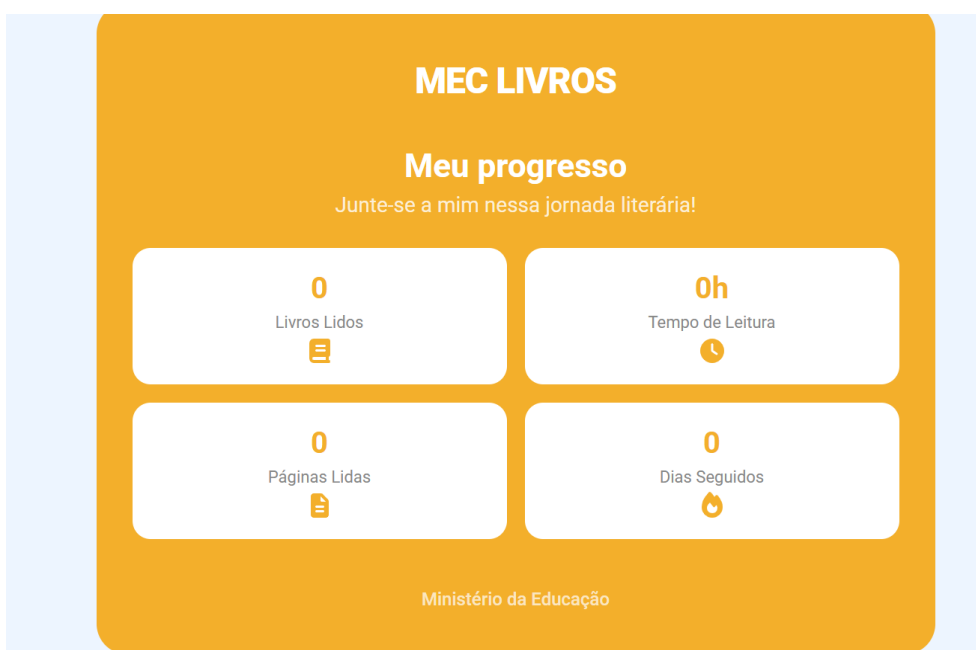 MEC LIVROS
Meu progresso
Junte-se a mim nessa jornada literária!
0
Livros Lidos
0h
Tempo de Leitura
0
Páginas Lidas
0
Dias Seguidos
Ministério da Educação